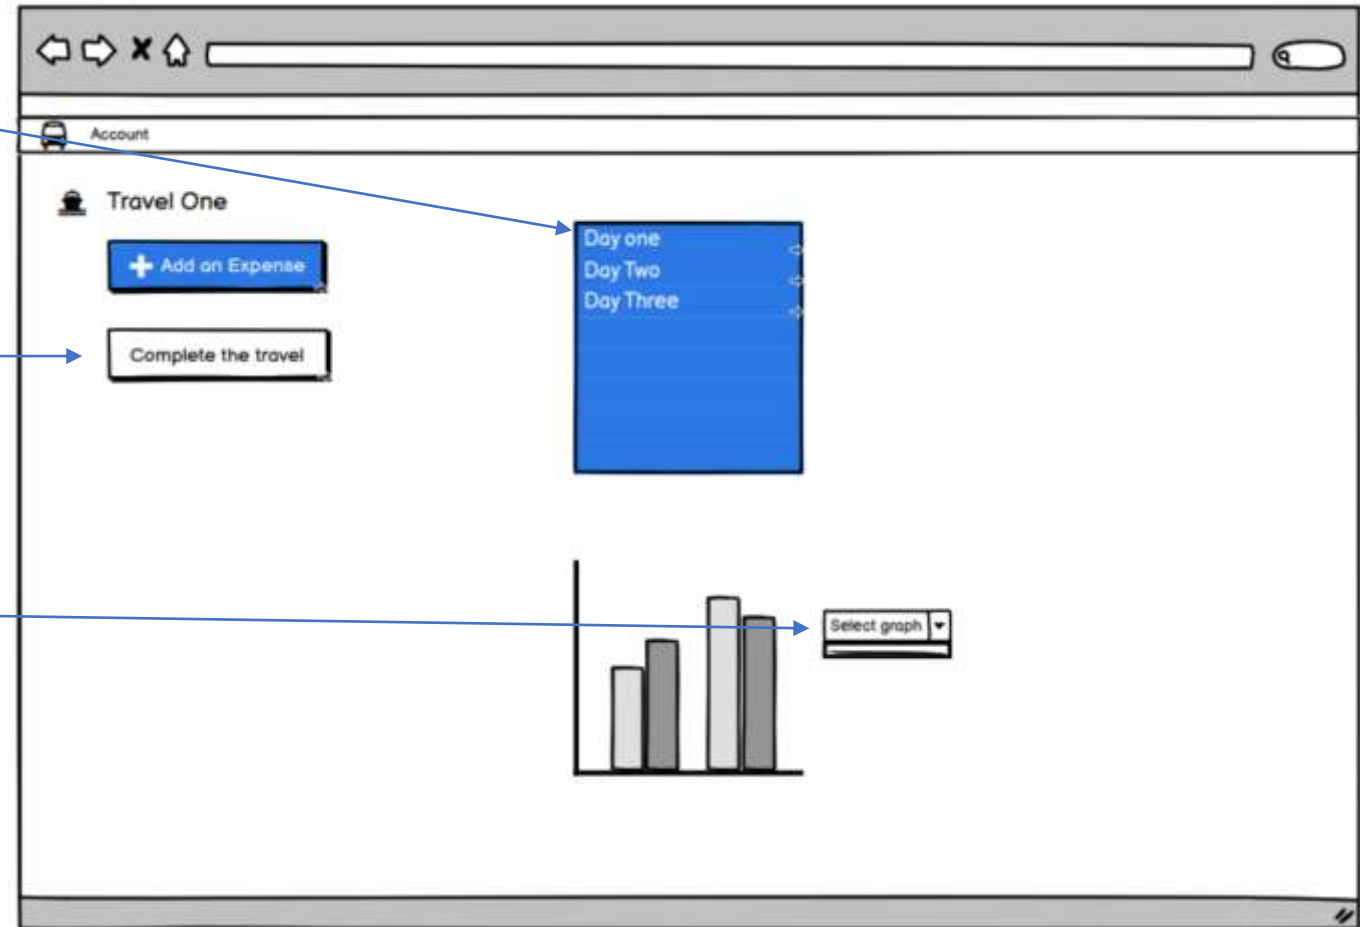 Account
Travel One
Add an Expense
Complete the travel
Day one
Day Two
Day Three
Select graph